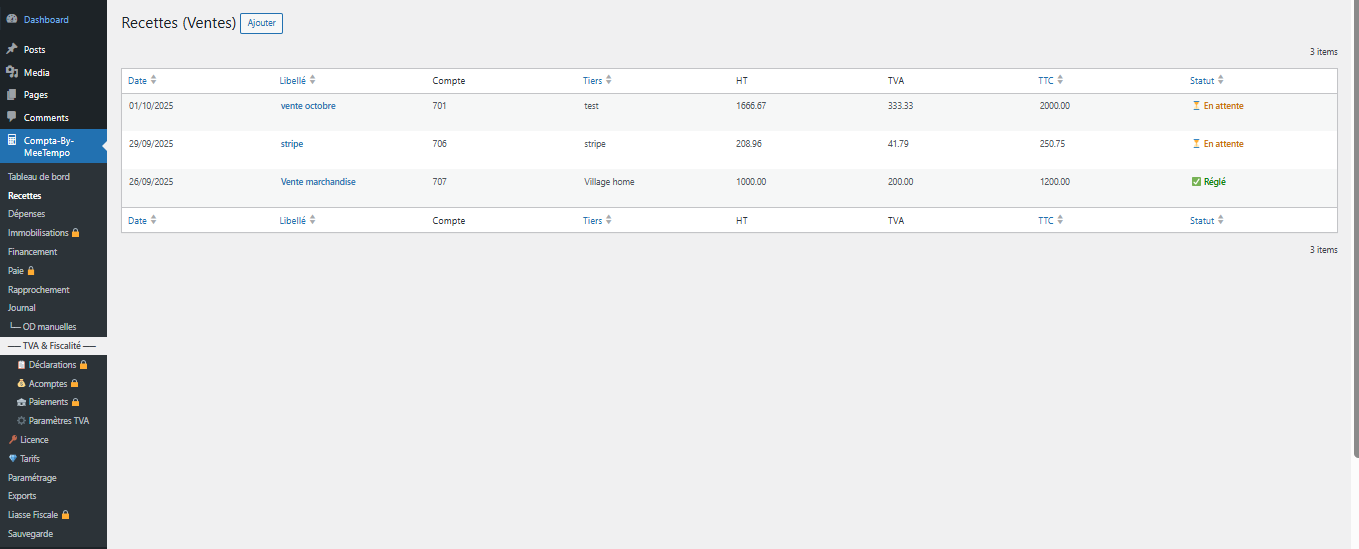 Dashboard
Posts
Media
Pages
Comments
Compta-By-
MeeTempo
Tableau de bord
Recettes
Dépenses
Immobilisations
Financement
Paie
Rapprochement
Journal
└─ OD manuelles
── TVA & Fiscalité ──
Déclarations
Acomptes
Paiements
Paramètres TVA
Licence
Tarifs
Paramétrage
Exports
Liasse Fiscale
Sauvegarde
Recettes (Ventes) Ajouter
3 items
Date Libellé Compte Tiers HT TVA TTC Statut
01/10/2025 vente octobre 701 test 1666.67 333.33 2000.00 En attente
29/09/2025 stripe 706 stripe 208.96 41.79 250.75 En attente
26/09/2025 Vente marchandise 707 Village home 1000.00 200.00 1200.00 Réglé
Date Libellé Compte Tiers HT TVA TTC Statut
3 items